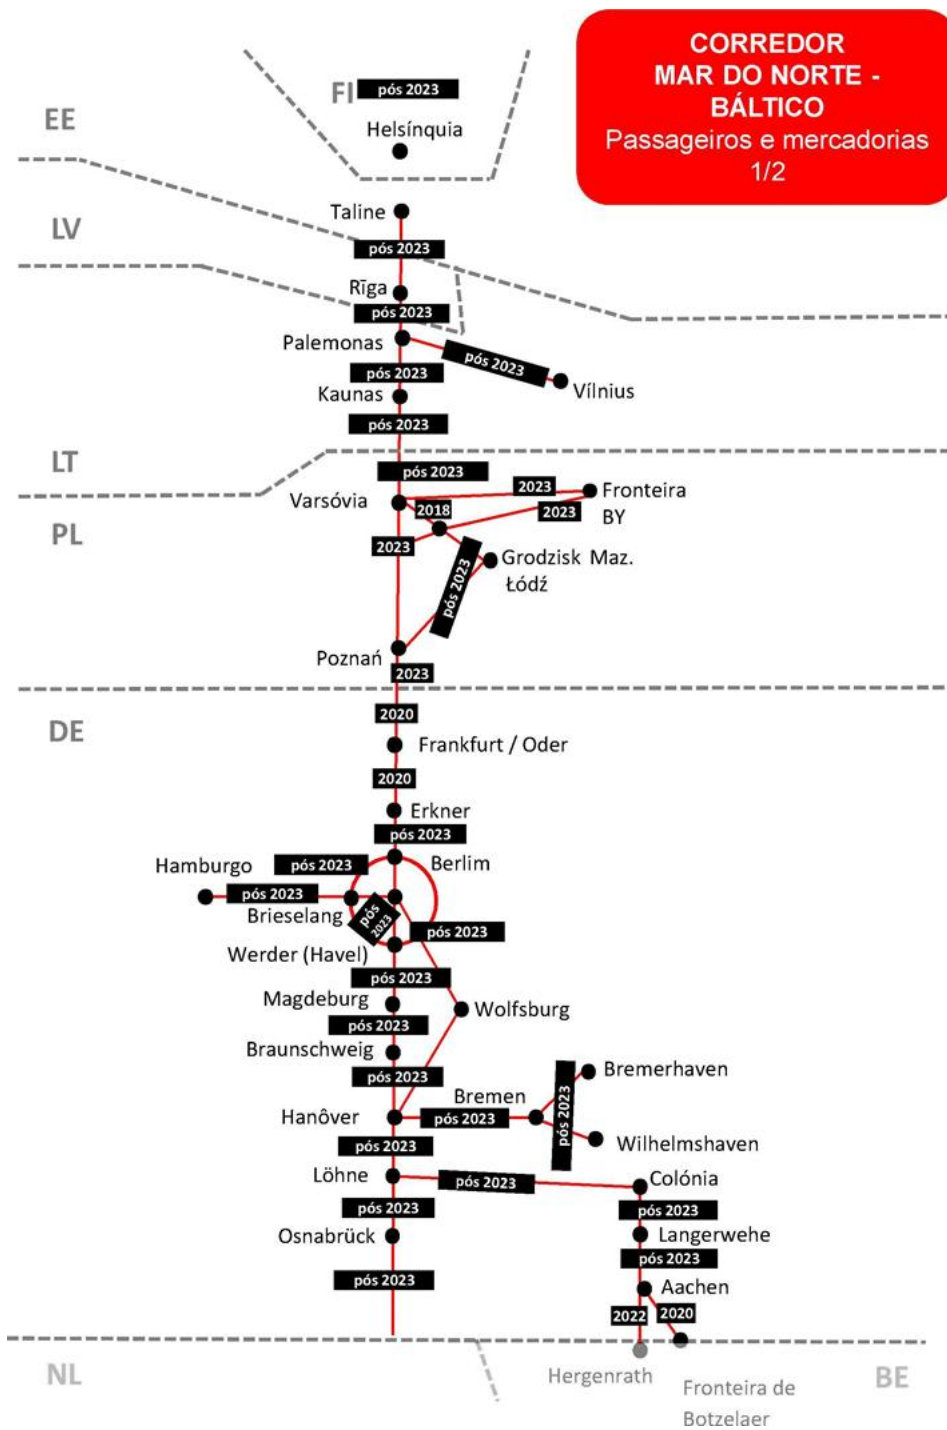 CORREDOR
MAR DO NORTE -
BÁLTICO
Passageiros e mercadorias
1/2
FI
pós 2023
Helsínquia
EE
Taline
LV
pós 2023
Rīga
pós 2023
Palemonas
pós 2023
Vílnius
pós 2023
Kaunas
pós 2023
LT
pós 2023
Varsóvia
2023
Fronteira
BY
2018
2023
PL
2023
Grodzisk Maz.
Łódź
pós 2023
Poznań
2023
DE
2020
Frankfurt / Oder
2020
Erkner
pós 2023
Hamburgo
pós 2023
Berlim
pós 2023
Brieselang
pós
2023
pós 2023
Werder (Havel)
pós 2023
Magdeburg
Wolfsburg
pós 2023
Braunschweig
pós 2023
Bremerhaven
Bremen
pós 2023
Hanôver
pós 2023
Wilhelmshaven
pós 2023
Löhne
pós 2023
Colónia
pós 2023
pós 2023
Osnabrück
Langerwehe
pós 2023
pós 2023
Aachen
2022
2020
NL
Hergenrath
BE
Fronteira de
Botzelaer